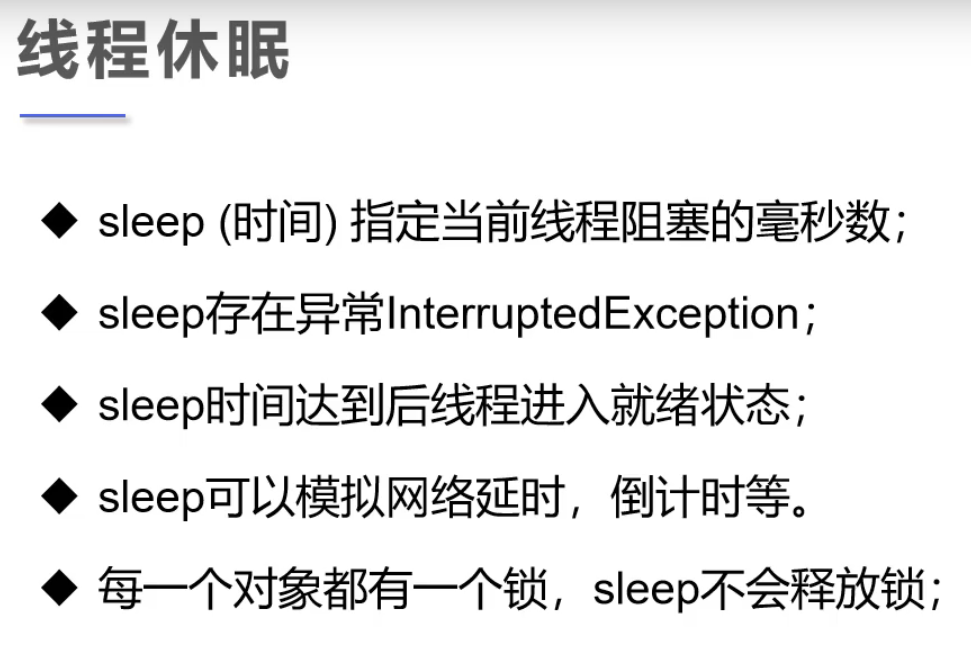 线程休眠
◆ sleep (时间) 指定当前线程阻塞的毫秒数；
◆ sleep存在异常InterruptedException；
◆ sleep时间达到后线程进入就绪状态；
◆ sleep可以模拟网络延时，倒计时等。
◆ 每一个对象都有一个锁，sleep不会释放锁；